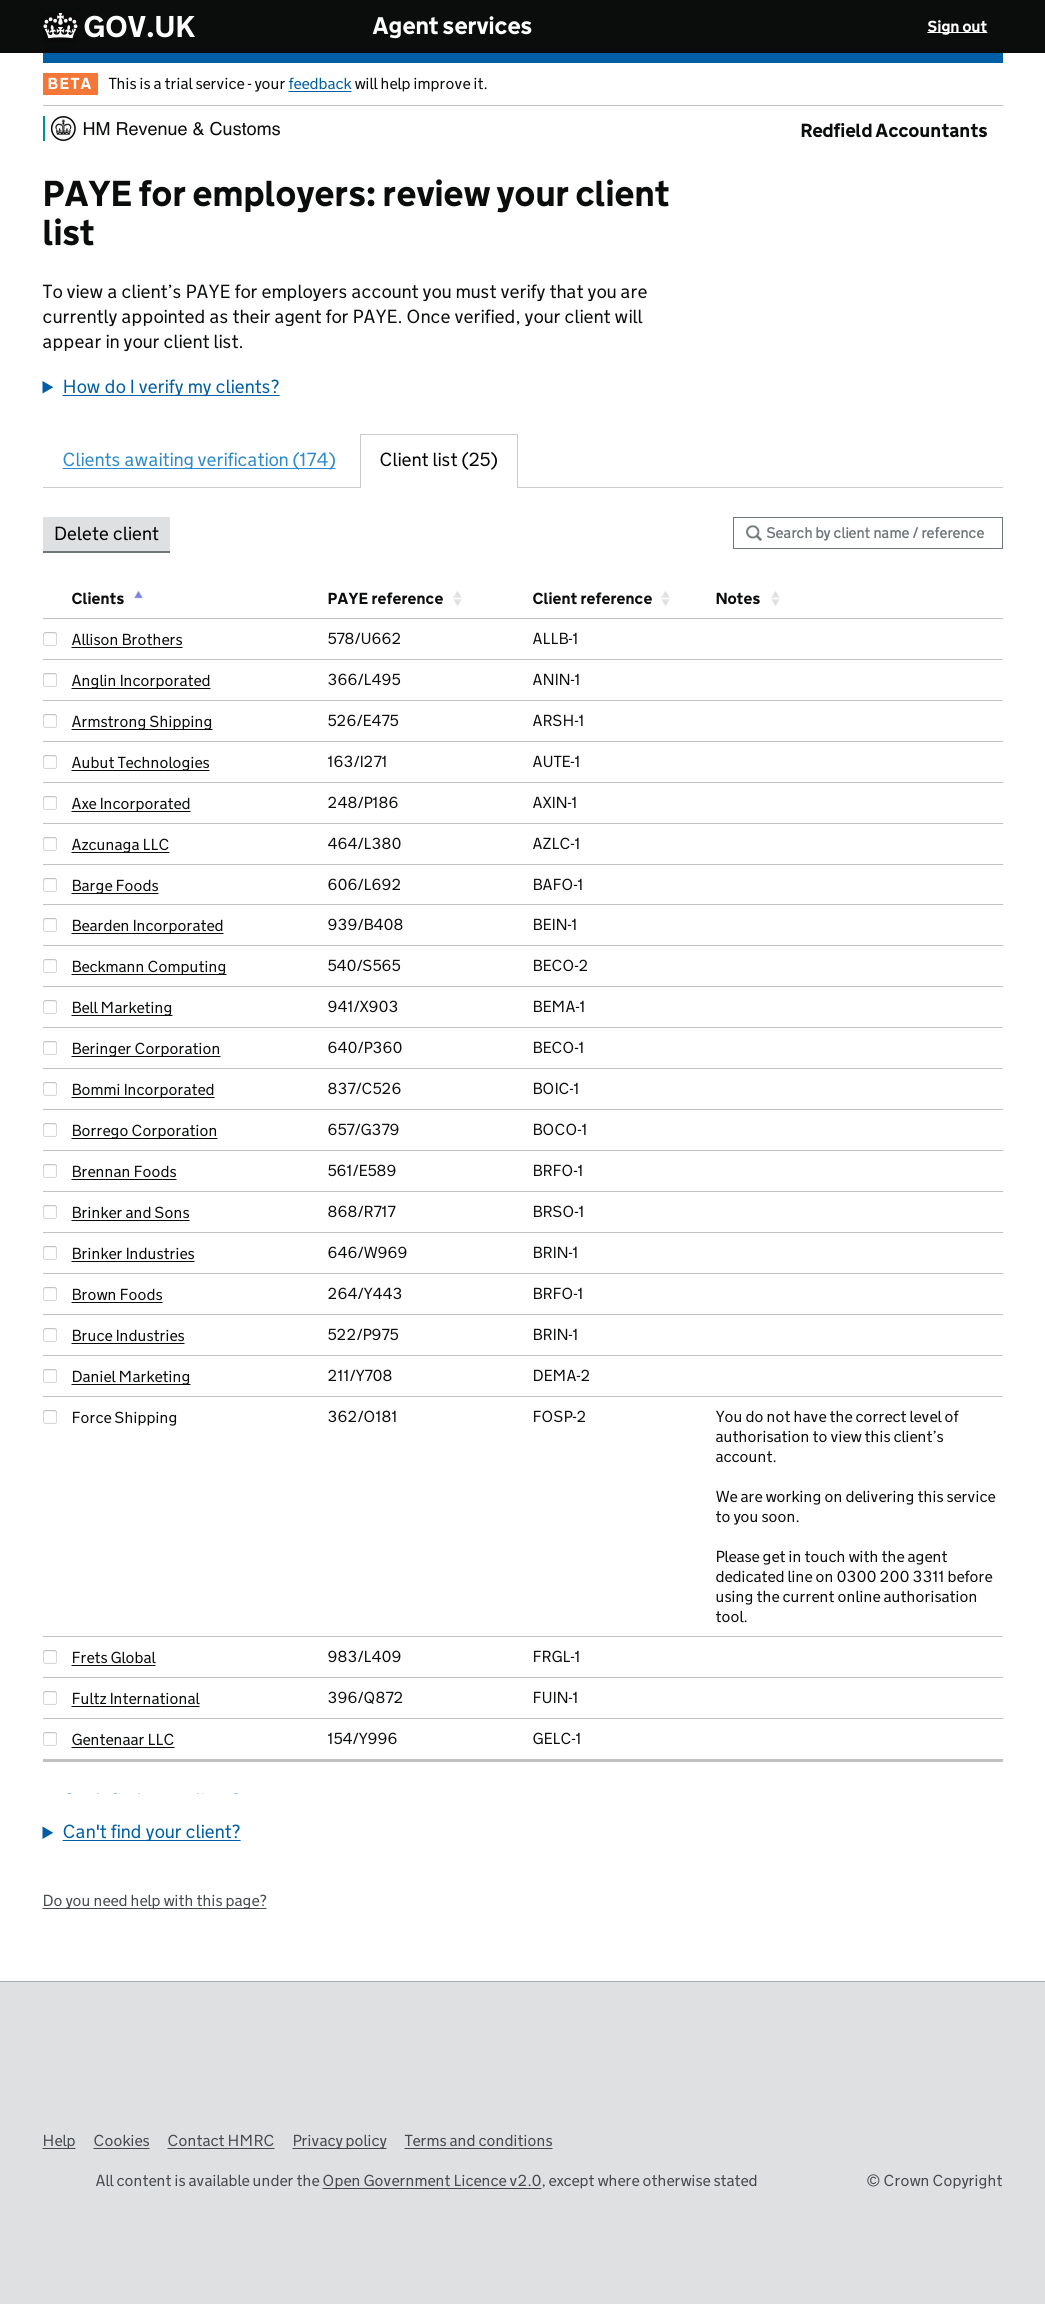 GOV.UK Agent services Sign out
BETA This is a trial service - your feedback will help improve it.
HM Revenue & Customs Redfield Accountants
PAYE for employers: review your client
list
To view a client’s PAYE for employers account you must verify that you are
currently appointed as their agent for PAYE. Once verified, your client will
appear in your client list.
How do I verify my clients?
Clients awaiting verification (174) Client list (25)
Delete client Search by client name / reference
Clients PAYE reference Client reference Notes
Allison Brothers 578/U662 ALLB-1
Anglin Incorporated 366/L495 ANIN-1
Armstrong Shipping 526/E475 ARSH-1
Aubut Technologies 163/I271 AUTE-1
Axe Incorporated 248/P186 AXIN-1
Azcunaga LLC 464/L380 AZLC-1
Barge Foods 606/L692 BAFO-1
Bearden Incorporated 939/B408 BEIN-1
Beckmann Computing 540/S565 BECO-2
Bell Marketing 941/X903 BEMA-1
Beringer Corporation 640/P360 BECO-1
Bommi Incorporated 837/C526 BOIC-1
Borrego Corporation 657/G379 BOCO-1
Brennan Foods 561/E589 BRFO-1
Brinker and Sons 868/R717 BRSO-1
Brinker Industries 646/W969 BRIN-1
Brown Foods 264/Y443 BRFO-1
Bruce Industries 522/P975 BRIN-1
Daniel Marketing 211/Y708 DEMA-2
Force Shipping 362/O181 FOSP-2 You do not have the correct level of
authorisation to view this client’s
account.
We are working on delivering this service
to you soon.
Please get in touch with the agent
dedicated line on 0300 200 3311 before
using the current online authorisation
tool.
Frets Global 983/L409 FRGL-1
Fultz International 396/Q872 FUIN-1
Gentenaar LLC 154/Y996 GELC-1
Can't find your client?
Do you need help with this page?
Help Cookies Contact HMRC Privacy policy Terms and conditions
All content is available under the Open Government Licence v2.0, except where otherwise stated © Crown Copyright